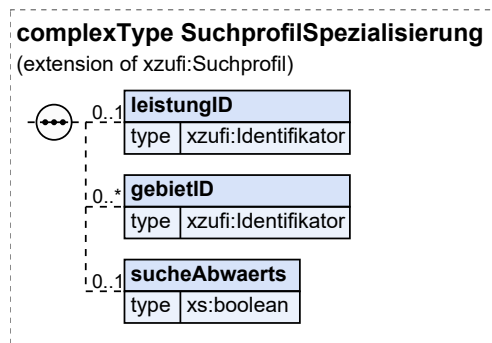 complexType SuchprofilSpezialisierung
(extension of xzufi:Suchprofil)
0..1 leistungID
type xzufi:Identifikator
0..* gebietID
type xzufi:Identifikator
0..1 sucheAbwaerts
type xs:boolean